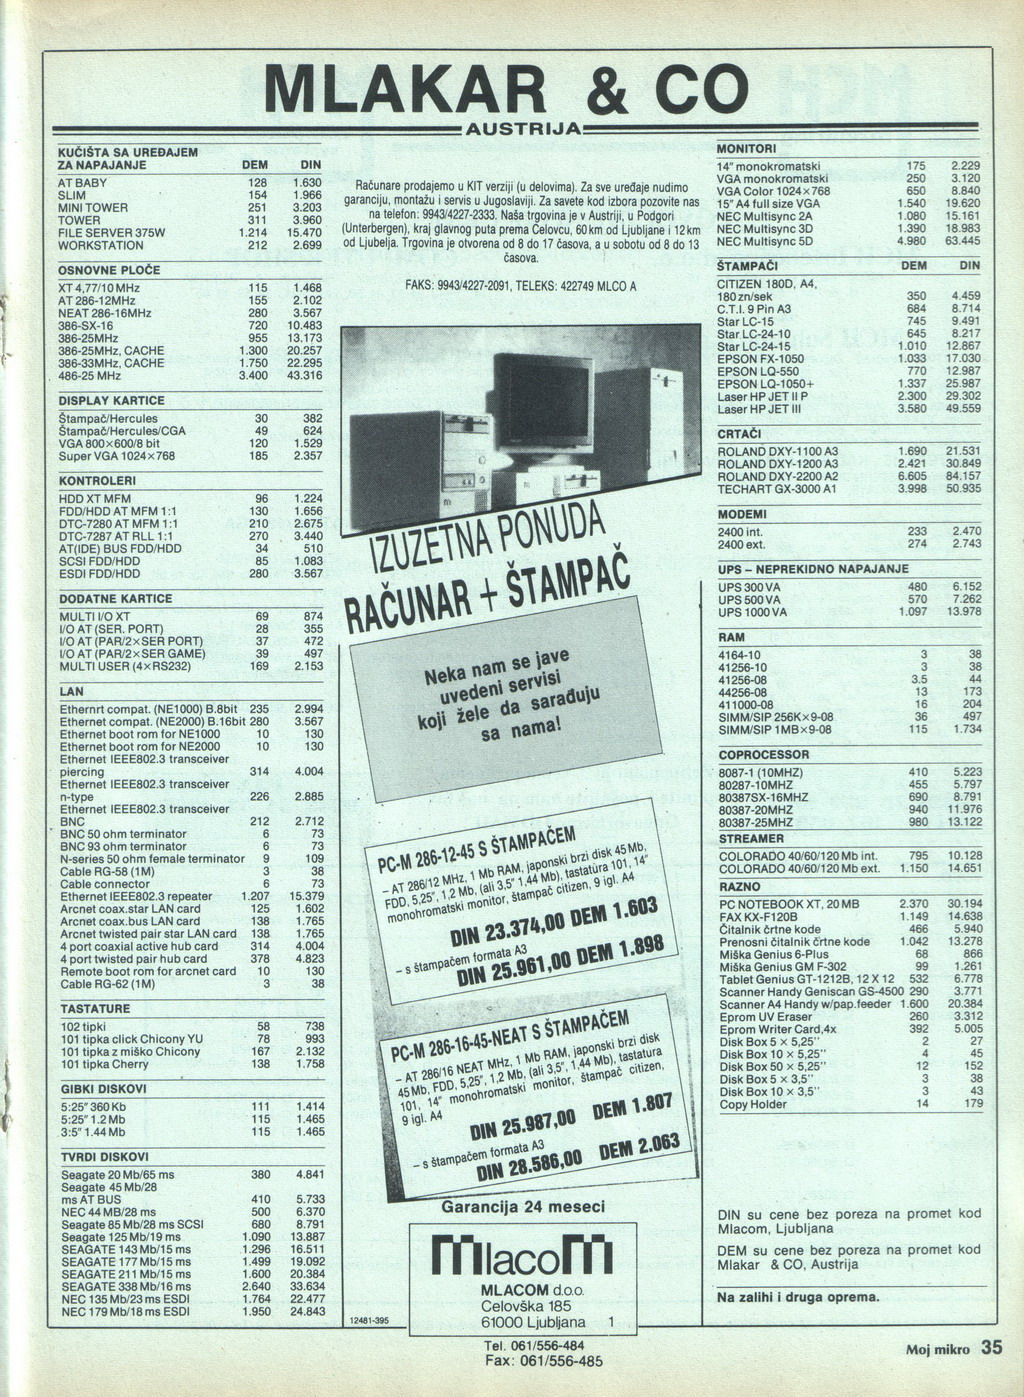 MLAKAR & CO
AUSTRIJA
KUČIŠTA SA UREĐAJEM
ZA NAPAJANJE DEM DIN
AT BABY 128 1.630
SLIM 154 1.966
MINI TOWER 251 3.203
TOWER 311 3.960
FILE SERVER 375W 1.214 15.470
WORKSTATION 212 2.699
OSNOVNE PLOČE
XT 4,77/10 MHz 115 1.468
AT 286-12MHz 155 2.102
NEAT 286-16MHz 280 3.567
386-SX-16 720 10.483
386-25MHz 955 13.173
386-25MHz, CACHE 1.300 20.257
386-33MHz, CACHE 1.750 22.295
486-25 MHz 3.400 43.316
DISPLAY KARTICE
Štampač/Hercules 30 382
Štampač/Hercules/CGA 49 624
VGA 800×600/8 bit 120 1.529
Super VGA 1024×768 185 2.357
KONTROLERI
HDD XT MFM 96 1.224
FDD/HDD AT MFM 1:1 130 1.656
DTC-7280 AT MFM 1:1 210 2.675
DTC-7287 AT RLL 1:1 270 3.440
AT(IDE) BUS FDD/HDD 34 510
SCSI FDD/HDD 85 1.083
ESDI FDD/HDD 280 3.567
DODATNE KARTICE
MULTI I/O XT 69 874
I/O AT (SER. PORT) 28 355
I/O AT (PAR/2×SER PORT) 37 472
I/O AT (PAR/2×SER GAME) 39 497
MULTI USER (4×RS232) 169 2.153
LAN
Ethernrt compat. (NE1000) B.8bit 235 2.994
Ethernet compat. (NE2000) B.16bit 280 3.567
Ethernet boot rom for NE1000 10 130
Ethernet boot rom for NE2000 10 130
Ethernet IEEE802.3 transceiver
piercing 314 4.004
Ethernet IEEE802.3 transceiver
n-type 226 2.885
Ethernet IEEE802.3 transceiver
BNC 212 2.712
BNC 50 ohm terminator 6 73
BNC 93 ohm terminator 6 73
N-series 50 ohm female terminator 9 109
Cable RG-58 (1M) 3 38
Cable connector 6 73
Ethernet IEEE802.3 repeater 1.207 15.379
Arcnet coax.star LAN card 125 1.602
Arcnet coax.bus LAN card 138 1.765
Arcnet twisted pair star LAN card 138 1.765
4 port coaxial active hub card 314 4.004
4 port twisted pair hub card 378 4.823
Remote boot rom for arcnet card 10 130
Cable RG-62 (1M) 3 38
TASTATURE
102 tipki 58 738
101 tipka click Chicony YU 78 993
101 tipka z miško Chicony 167 2.132
101 tipka Cherry 138 1.758
GIBKI DISKOVI
5:25" 360 Kb 111 1.414
5:25" 1.2 Mb 115 1.465
3:5" 1.44 Mb 115 1.465
TVRDI DISKOVI
Seagate 20 Mb/65 ms 380 4.841
Seagate 45 Mb/28
ms AT BUS 410 5.733
NEC 44 MB/28 ms 500 6.370
Seagate 85 Mb/28 ms SCSI 680 8.791
Seagate 125 Mb/19 ms 1.090 13.887
SEAGATE 143 Mb/15 ms 1.296 16.511
SEAGATE 177 Mb/15 ms 1.499 19.092
SEAGATE 211 Mb/15 ms 1.600 20.384
SEAGATE 338 Mb/16 ms 2.640 33.634
NEC 135 Mb/23 ms ESDI 1.764 22.477
NEC 179 Mb/18 ms ESDI 1.950 24.843
Računare prodajemo u KIT verziji (u delovima). Za sve uređaje nudimo
garanciju, montažu i servis u Jugoslaviji. Za savete kod izbora pozovite nas
na telefon: 9943/4227-2333. Naša trgovina je v Austriji, u Podgori
(Unterbergen), kraj glavnog puta prema Celovcu, 60 km od Ljubljane i 12 km
od Ljubelja. Trgovina je otvorena od 8 do 17 časova, a u sobotu od 8 do 13
časova.
FAKS: 9943/4227-2091, TELEKS: 422749 MLCO A
IZUZETNA PONUDA
RAČUNAR + ŠTAMPAČ
Neka nam se jave
uvedeni servisi
koji žele da sarađuju
sa nama!
PC-M 286-12-45 S ŠTAMPAČEM
– AT 286/12 MHz, 1 Mb RAM, japonski brzi disk 45 Mb,
FDD, 5,25", 1,2 Mb, (ali 3,5" 1,44 Mb), tastatura 101, 14"
monohromatski monitor, štampač citizen, 9 igl. A4
DIN 23.374,00 DEM 1.603
– s štampačem formata A3
DIN 25.961,00 DEM 1.898
PC-M 286-16-45-NEAT S ŠTAMPAČEM
– AT 286/16 NEAT MHz, 1 Mb RAM, japonski brzi disk
45 Mb, FDD, 5,25", 1,2 Mb, (ali 3,5", 1,44 Mb), tastatura
101, 14" monohromatski monitor, štampač citizen,
9 igl. A4
DIN 25.987,00 DEM 1.807
– s štampačem formata A3
DIN 28.586,00 DEM 2.063
Garancija 24 meseci
mlacom
MLACOM d.o.o.
Celovška 185
61000 Ljubljana 1
12481-395
Tel. 061/556-484
Fax: 061/556-485
MONITORI
14" monokromatski 175 2.229
VGA monokromatski 250 3.120
VGA Color 1024×768 650 8.840
15" A4 full size VGA 1.540 19.620
NEC Multisync 2A 1.080 15.161
NEC Multisync 3D 1.390 18.983
NEC Multisync 5D 4.980 63.445
ŠTAMPAČI DEM DIN
CITIZEN 180D, A4,
180 zn/sek 350 4.459
C.T.I. 9 Pin A3 684 8.714
Star LC-15 745 9.491
Star LC-24-10 645 8.217
Star LC-24-15 1.010 12.867
EPSON FX-1050 1.033 17.030
EPSON LQ-550 770 12.987
EPSON LQ-1050+ 1.337 25.987
Laser HP JET II P 2.300 29.302
Laser HP JET III 3.580 49.559
CRTAČI
ROLAND DXY-1100 A3 1.690 21.531
ROLAND DXY-1200 A3 2.421 30.849
ROLAND DXY-2200 A2 6.605 84.157
TECHART GX-3000 A1 3.998 50.935
MODEMI
2400 int. 233 2.470
2400 ext. 274 2.743
UPS – NEPREKIDNO NAPAJANJE
UPS 300 VA 480 6.152
UPS 500 VA 570 7.262
UPS 1000 VA 1.097 13.978
RAM
4164-10 3 38
41256-10 3 38
41256-08 3.5 44
44256-08 13 173
411000-08 16 204
SIMM/SIP 256K×9-08 36 497
SIMM/SIP 1MB×9-08 115 1.734
COPROCESSOR
8087-1 (10MHZ) 410 5.223
80287-10MHZ 455 5.797
80387SX-16MHZ 690 8.791
80387-20MHZ 940 11.976
80387-25MHZ 980 13.122
STREAMER
COLORADO 40/60/120 Mb int. 795 10.128
COLORADO 40/60/120 Mb ext. 1.150 14.651
RAZNO
PC NOTEBOOK XT, 20 MB 2.370 30.194
FAX KX-F120B 1.149 14.638
Čitalnik črtne kode 466 5.940
Prenosni čitalnik črtne kode 1.042 13.278
Miška Genius 6-Plus 68 866
Miška Genius GM F-302 99 1.261
Tablet Genius GT-1212B, 12 X 12 532 6.778
Scanner Handy Geniscan GS-4500 290 3.771
Scanner A4 Handy w/pap.feeder 1.600 20.384
Eprom UV Eraser 260 3.312
Eprom Writer Card,4x 392 5.005
Disk Box 5 × 5,25" 2 27
Disk Box 10 × 5,25" 4 45
Disk Box 50 × 5,25" 12 152
Disk Box 5 × 3,5" 3 38
Disk Box 10 × 3,5" 3 43
Copy Holder 14 179
DIN su cene bez poreza na promet kod
Mlacom, Ljubljana
DEM su cene bez poreza na promet kod
Mlakar & CO, Austrija
Na zalihi i druga oprema.
Moj mikro 35